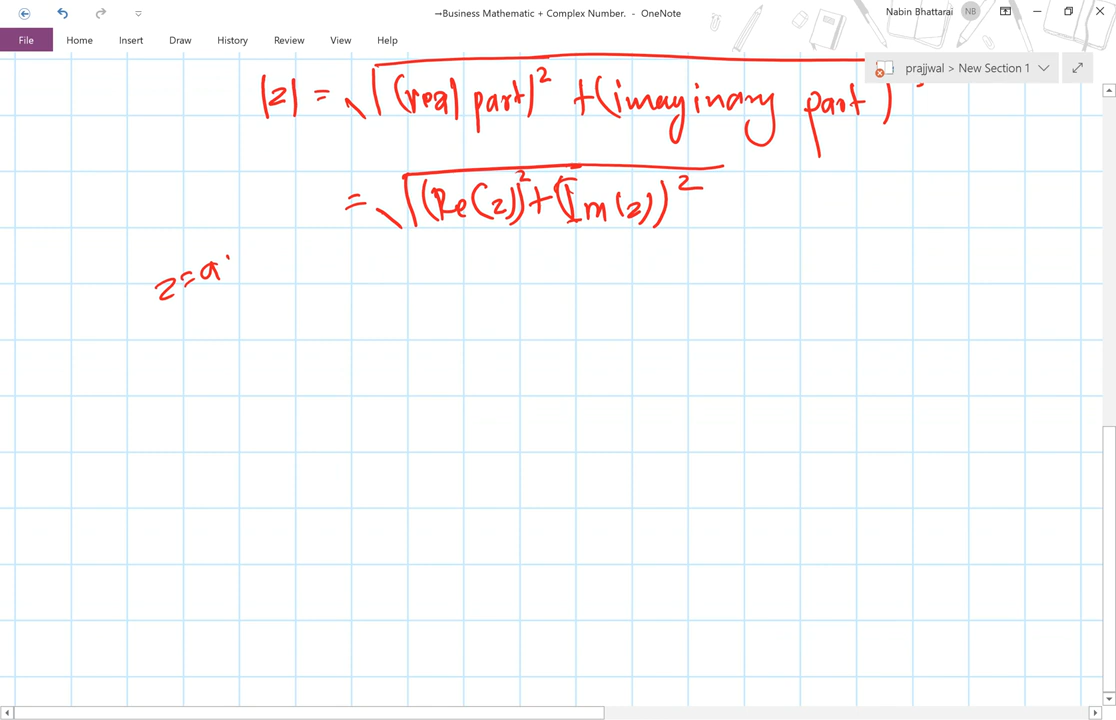 →Business Mathematic + Complex Number. - OneNote
Nabin Bhattarai NB
File Home Insert Draw History Review View Help
prajjwal > New Section 1
|z| = √((real part)² + (imaginary part)²
= √((Re(z))² + (Im(z))²
z = a